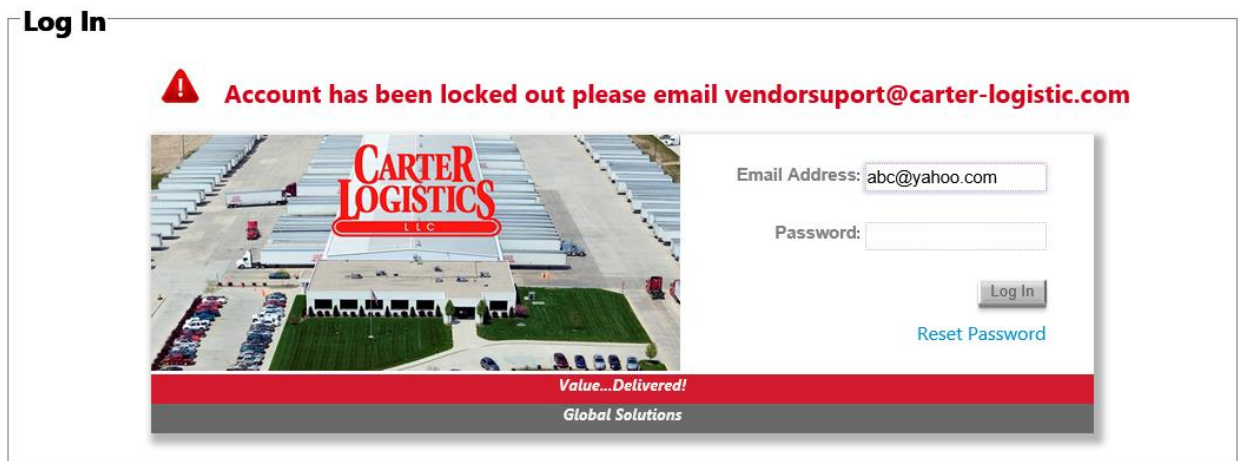 Log In
Account has been locked out please email vendorsuport@carter-logistic.com
CARTER
LOGISTICS
LLC
Email Address: abc@yahoo.com
Password:
Log In
Reset Password
Value...Delivered!
Global Solutions